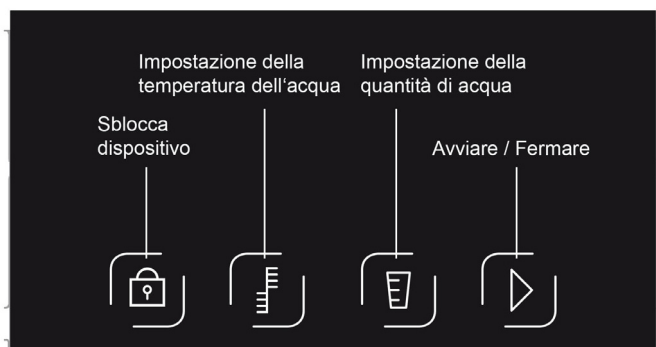 Impostazione della
temperatura dell‘acqua
Impostazione della
quantità di acqua
Sblocca
dispositivo
Avviare / Fermare